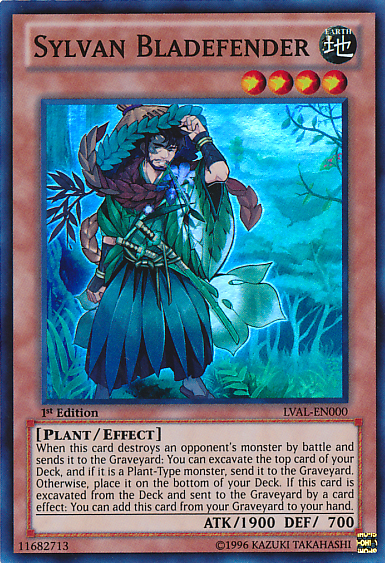 SYLVAN BLADEFENDER
EARTH
地
1st Edition
LVAL-EN000
[PLANT/EFFECT]
When this card destroys an opponent's monster by battle and
sends it to the Graveyard: You can excavate the top card of your
Deck, and if it is a Plant-Type monster, send it to the Graveyard.
Otherwise, place it on the bottom of your Deck. If this card is
excavated from the Deck and sent to the Graveyard by a card
effect: You can add this card from your Graveyard to your hand.
ATK/1900 DEF/ 700
11682713
©1996 KAZUKI TAKAHASHI